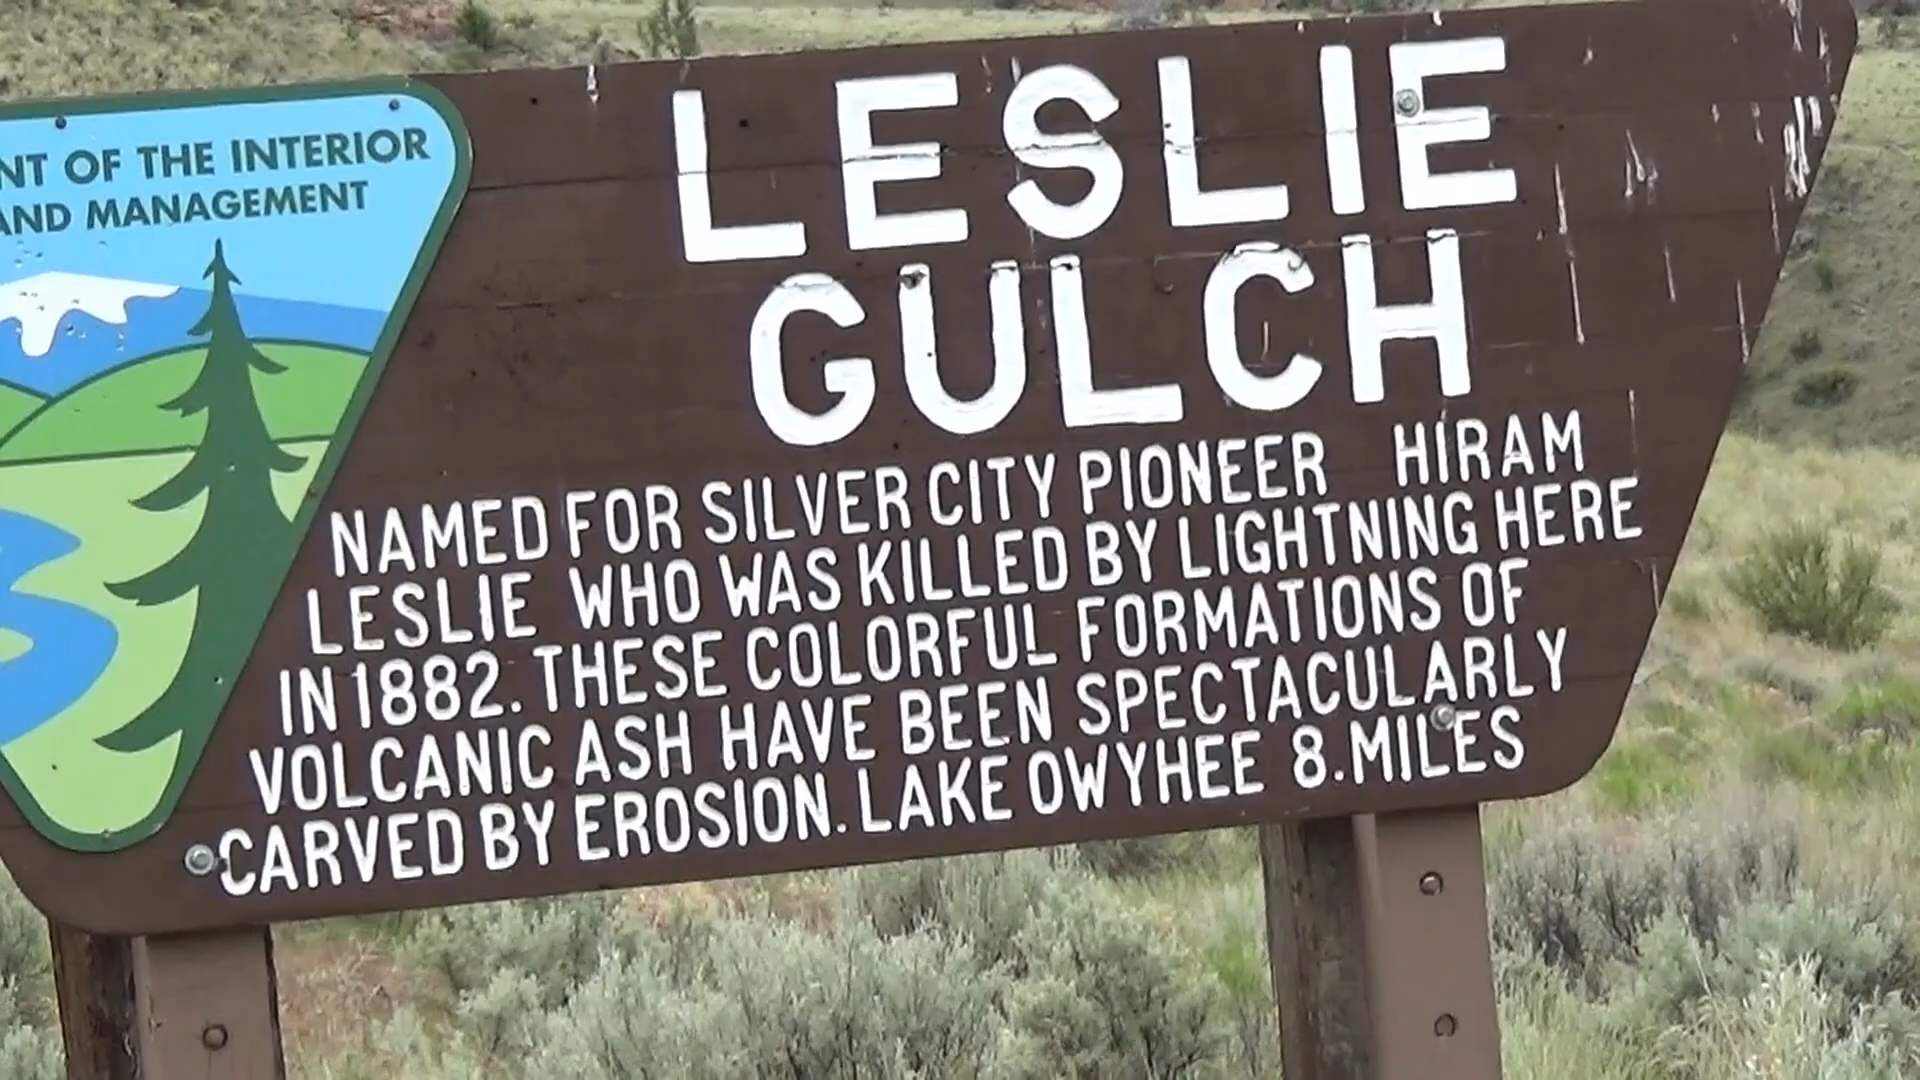 NT OF THE INTERIOR
AND MANAGEMENT
LESLIE
GULCH
NAMED FOR SILVER CITY PIONEER HIRAM
LESLIE WHO WAS KILLED BY LIGHTNING HERE
IN 1882. THESE COLORFUL FORMATIONS OF
VOLCANIC ASH HAVE BEEN SPECTACULARLY
CARVED BY EROSION. LAKE OWYHEE 8.MILES